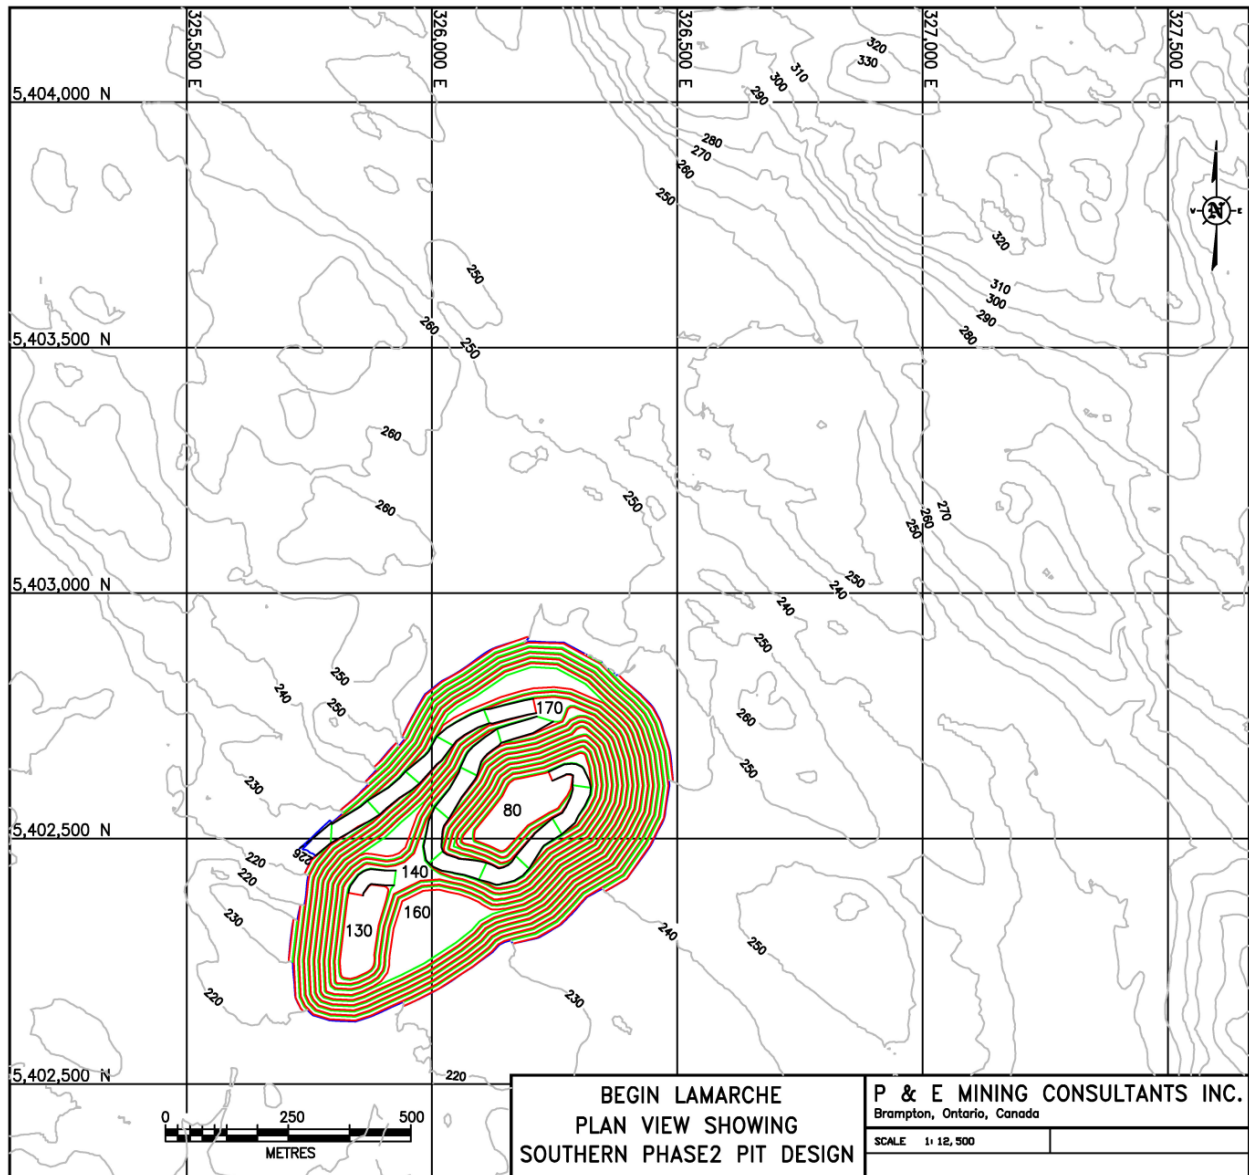 325,500 E
326,000 E
326,500 E
327,000 E
327,500 E
320
330
310
300
290
5,404,000 N
280
270
260
250
N
W
E
320
250
310
300
290
280
260
250
5,403,500 N
260
260
250
270
260
250
5,403,000 N
250
240
240
250
250
240
250
260
170
250
230
80
5,402,500 N
226
220
220
140
160
230
130
240
250
220
230
5,402,500 N
220
0 250 500
METRES
BEGIN LAMARCHE
PLAN VIEW SHOWING
SOUTHERN PHASE2 PIT DESIGN
P & E MINING CONSULTANTS INC.
Brampton, Ontario, Canada
SCALE 1: 12,500